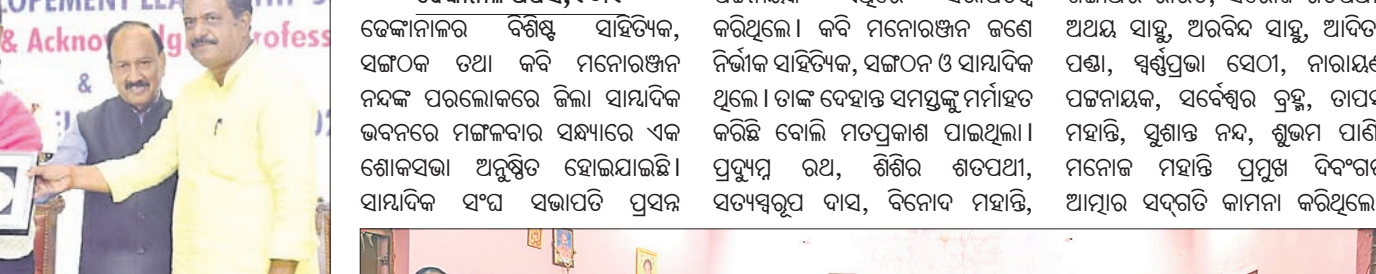 & Ackno
&
ଢେଙ୍କାନାଳର ବିଶିଷ୍ଟ ସାହିତ୍ୟିକ,
ସଙ୍ଗଠକ ତଥା କବି ମନୋରଞ୍ଜନ
ନନ୍ଦଙ୍କ ପରଲୋକରେ ଜିଲା ସାମ୍ବାଦିକ
ଭବନରେ ମଙ୍ଗଳବାର ସନ୍ଧ୍ୟାରେ ଏକ
ଶୋକସଭା ଅନୁଷ୍ଠିତ ହୋଇଯାଇଛି।
ସାମ୍ବାଦିକ ସଂଘ ସଭାପତି ପ୍ରସନ୍ନ
କରିଥିଲେ। କବି ମନୋରଞ୍ଜନ ଜଣେ
ନିର୍ଭୀକ ସାହିତ୍ୟିକ, ସଙ୍ଗଠନ ଓ ସାମ୍ବାଦିକ
ଥିଲେ। ତାଙ୍କ ଦେହାନ୍ତ ସମସ୍ତଙ୍କୁ ମର୍ମାହତ
କରିଛି ବୋଲି ମତପ୍ରକାଶ ପାଇଥିଲା।
ପ୍ରଦ୍ୟୁମ୍ନ ରଥ, ଶିଶିର ଶତପଥୀ,
ସତ୍ୟସ୍ୱରୂପ ଦାସ, ବିନୋଦ ମହାନ୍ତି,
ଅଥୟ ସାହୁ, ଅରବିନ୍ଦ ସାହୁ, ଆଦିତ
ପଣ୍ଡା, ସ୍ୱର୍ଣ୍ଣପ୍ରଭା ସେଠୀ, ନାରାୟଣ
ପଟ୍ଟନାୟକ, ସର୍ବେଶ୍ୱର ବ୍ରହ୍ମ, ତାପସ
ମହାନ୍ତି, ସୁଶାନ୍ତ ନନ୍ଦ, ଶୁଭମ ପାଣି
ମନୋଜ ମହାନ୍ତି ପ୍ରମୁଖ ଦିବଂଗତ
ଆତ୍ମାର ସଦ୍‌ଗତି କାମନା କରିଥିଲେ